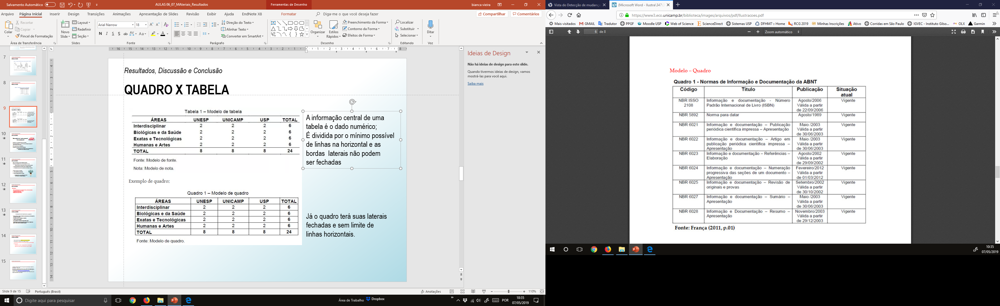 Salvamento Automático
AULAS 06_07_MAteriais_Resultados
Ferramentas de Desenho
bianca vieira
Arquivo Página Inicial Inserir Design Transições Animações Apresentação de Slides Revisão Exibir Ajuda EndNote X8 Formatar Diga-me o que você deseja fazer
Compartilhar Comentários
Colar
Recortar
Copiar
Pincel de Formatação
Área de Transferência
Novo Slide
Layout
Redefinir
Seção
Slides
Arial Narrow 18
N I S S ab AV Aa A
Fonte
Direção do Texto
Alinhar Texto
Converter em SmartArt
Parágrafo
Organizar
Estilos Rápidos
Preenchimento da Forma
Contorno da Forma
Efeitos de Forma
Desenho
Localizar
Substituir
Selecionar
Editando
Ditar
Voz
7
8
9
10
11
12
13
14
15
Resultados, Discussão e Conclusão
QUADRO X TABELA
Tabela 1 – Modelo de tabela
ÁREAS UNESP UNICAMP USP TOTAL
Interdisciplinar 2 2 2 6
Biológicas e da Saúde 2 2 2 6
Exatas e Tecnológicas 2 2 2 6
Humanas e Artes 2 2 2 6
TOTAL 8 8 8 24
Fonte: Modelo de fonte.
Nota: Modelo de nota.
A informação central de uma
tabela é o dado numérico;
É dividida por o mínimo possível
de linhas na horizontal e as
bordas laterais não podem
ser fechadas
Exemplo de quadro:
Quadro 1 – Modelo de quadro
ÁREAS UNESP UNICAMP USP TOTAL
Interdisciplinar 2 2 2 6
Biológicas e da Saúde 2 2 2 6
Exatas e Tecnológicas 2 2 2 6
Humanas e Artes 2 2 2 6
TOTAL 8 8 8 24
Fonte: Modelo de quadro.
Já o quadro terá suas laterais
fechadas e sem limite de
linhas horizontais.
Ideias de Design
Não há ideias de design para este slide.
Quando tivermos ideias de design, vamos
mostrá-las para você aqui.
Saiba mais
Slide 9 de 15 Português (Brasil)
Anotações
110%
Digite aqui para pesquisar
Área de Trabalho Dropbox
POR
10:35
07/05/2019
Vista do Detecção de mudança
(Microsoft Word - Ilustra\347\
https://www3.eco.unicamp.br/biblioteca/images/arquivos/pdf/Ilustracoes.pdf
Mais visitados GMAIL Tradutor PPGF Moodle USP Web of Science ScienceDirect Sistemas USP DFHM7 :: Home RCG 2019 Minhas Inscrições Ativo Corridas em São Paulo IGVEC - Instituto Gilso... OLX Garmin
6 de 8
Zoom automático
Modelo – Quadro
Quadro 1 - Normas de Informação e Documentação da ABNT
Código Título Publicação Situação
atual
NBR ISSO Informação e documentação - Número Agosto/2006 Vigente
2108 Padrão Internacional de Livro (ISBN) Válida a partir
de 22/09/2006
NBR 5892 Norma para datar Agosto/1989 Vigente
NBR 6021 Informação e documentação – Publicação Maio /2003 Vigente
periódica científica impressa – Apresentação Válida a partir
de 30/06/2003
NBR 6022 Informação e documentação – Artigo em Maio /2003 Vigente
publicação periódica científica impressa – Válida a partir
Apresentação de 30/06/2003
NBR 6023 Informação e documentação – Referências – Agosto/2002 Vigente
Elaboração Válida a partir
de 29/09/2002
NBR 6024 Informação e documentação – Numeração Fevereiro/2012 Vigente
progressiva das seções de um documento – Válida a partir
Apresentação de 01/03/2012
NBR 6025 Informação e documentação – Revisão de Setembro/2002 Vigente
originais e provas Válida a partir
de 30/10/2002
NBR 6027 Informação e documentação – Sumário – Maio /2003 Vigente
Apresentação Válida a partir
de 30/06/2003
NBR 6028 Informação e Documentação – Resumo – Novembro/2003 Vigente
Apresentação Válida a partir
de 29/12/2003
Fonte: França (2011, p.01)
10:35
07/05/2019